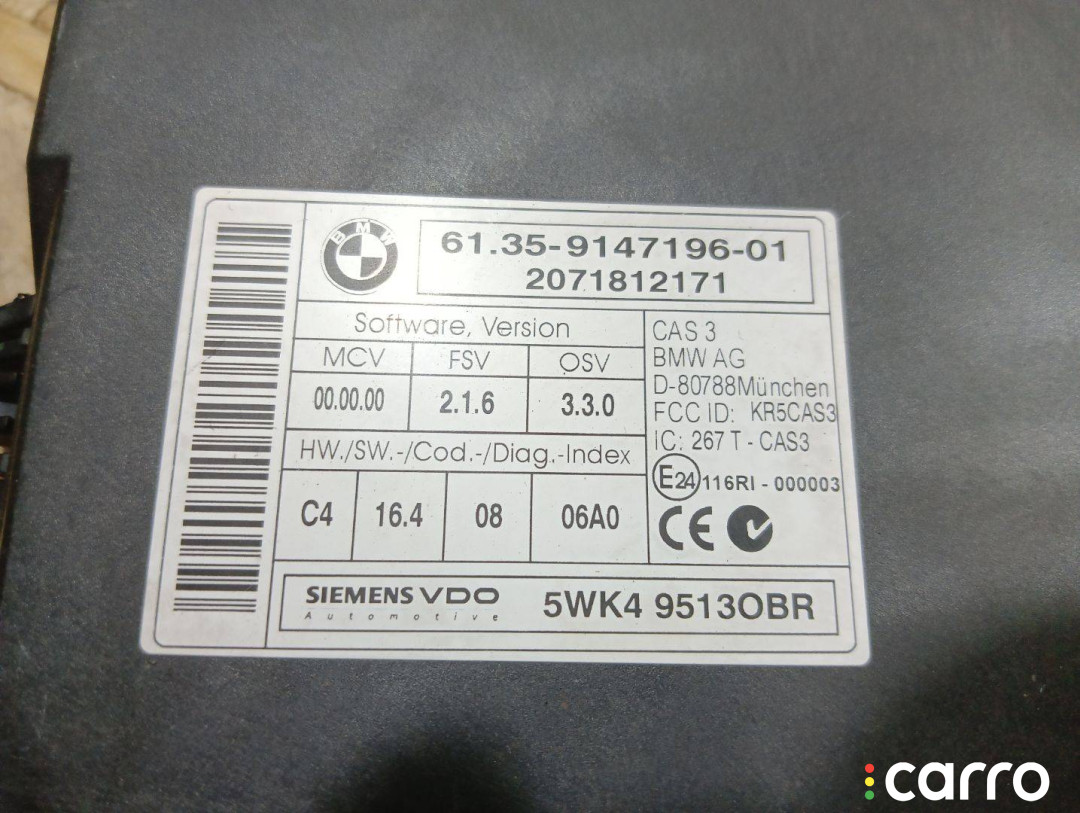 BMW
61.35-9147196-01
2071812171
Software, Version
MCV FSV OSV
00.00.00 2.1.6 3.3.0
HW./SW.-/Cod.-/Diag.-Index
C4 16.4 08 06A0
CAS 3
BMW AG
D-80788München
FCC ID: KR5CAS3
IC: 267 T - CAS3
E24 116RI - 000003
CE
SIEMENS VDO
Automotive
5WK4 9513OBR
carro